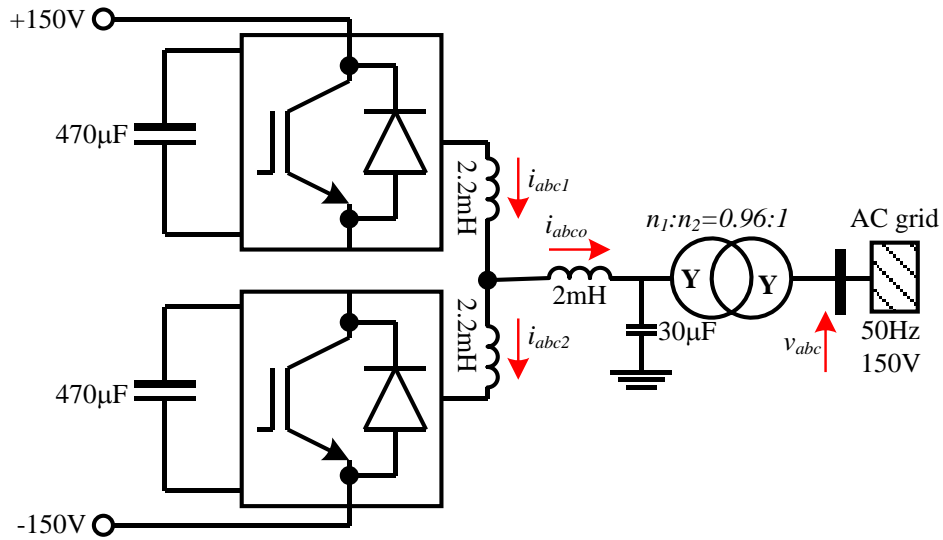 +150V
470μF
2.2mH
i_abc1
i_abco
n₁:n₂=0.96:1
AC grid
Y
Y
2mH
2.2mH
i_abc2
30μF
v_abc
50Hz
150V
470μF
-150V